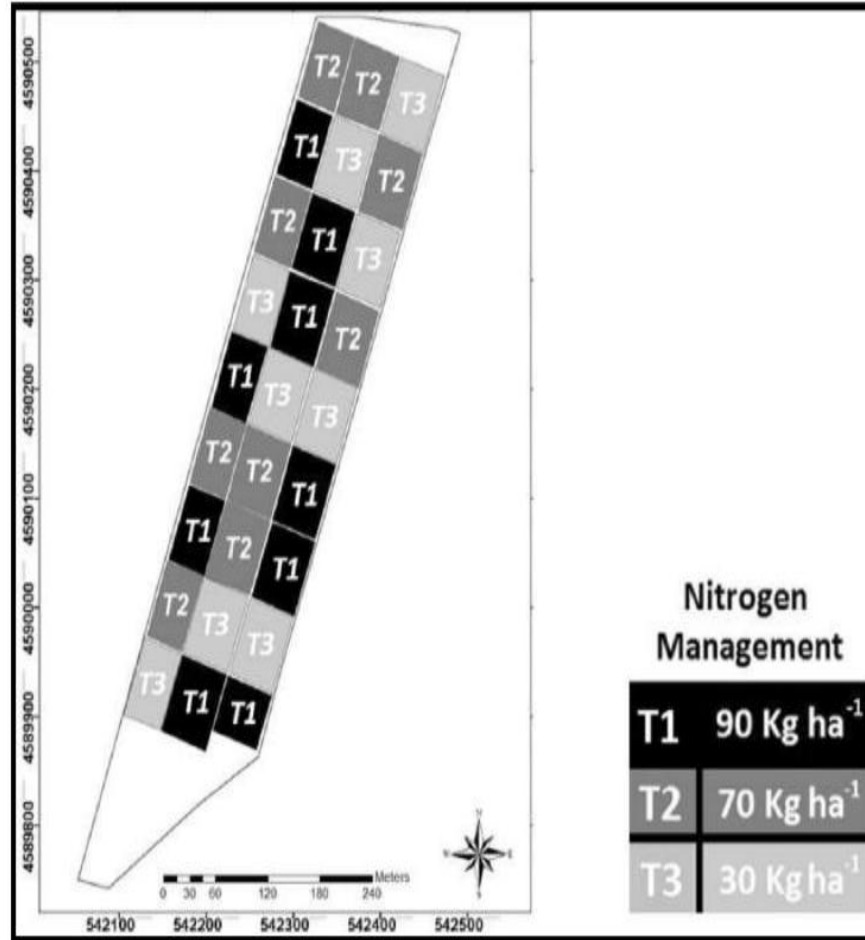 4590500
4590400
4590300
4590200
4590100
4590000
4589900
4589800
T2 T2 T3
T1 T3 T2
T2 T1 T3
T3 T1 T2
T1 T3 T3
T2 T2 T1
T1 T2 T1
T2 T3 T3
T3 T1 T1
Meters
0 30 60 120 180 240
542100 542200 542300 542400 542500
Nitrogen
Management
T1 90 Kg ha⁻¹
T2 70 Kg ha⁻¹
T3 30 Kg ha⁻¹